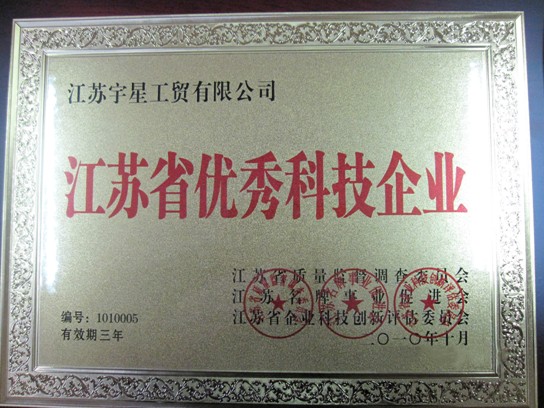 江苏宇星工贸有限公司
江苏省优秀科技企业
江苏省质量监督调查委员会
江苏名牌事业促进会
江苏省企业科技创新评估委员会
编号:1010005
有效期三年
二〇一〇年十月